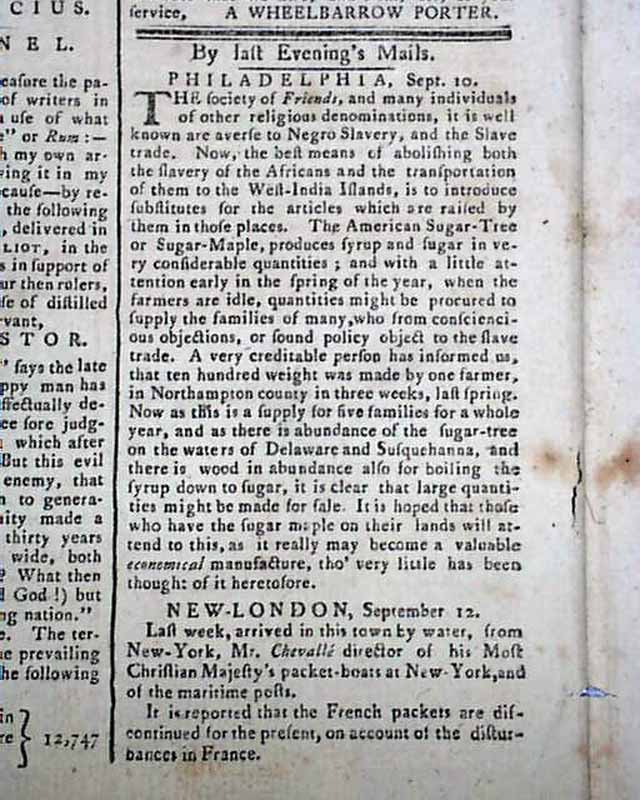 CIUS.
NEL.
easure the pa-
of writers in
use of what
" or Rum :—
h my own ar-
ving it in my
cause—by re-
the following
, delivered in
LIOT, in the
s in support of
ur then rulers,
se of diſtilled
rvant,
STOR.
" ſays the late
ppy man has
ffectually de-
ce ſore judg-
which after
But this evil
enemy, that
n to genera-
nity made a
thirty years
wide, both
? What then
d God !) but
ng nation."
e. The ter-
he prevailing
he following
in
re } 12,747
ſervice, A WHEELBARROW PORTER.
By laſt Evening's Mails.
PHILADELPHIA, Sept. 10.
THE ſociety of Friends, and many individuals
of other religious denominations, it is well
known are averſe to Negro Slavery, and the Slave
trade. Now, the beſt means of aboliſhing both
the ſlavery of the Africans and the tranſportation
of them to the Weſt-India Iſlands, is to introduce
ſubſtitutes for the articles which are raiſed by
them in thoſe places. The American Sugar-Tree
or Sugar-Maple, produces ſyrup and ſugar in ve-
ry conſiderable quantities ; and with a little at-
tention early in the ſpring of the year, when the
farmers are idle, quantities might be procured to
ſupply the families of many, who from conſcienci-
ous objections, or ſound policy object to the ſlave
trade. A very creditable perſon has informed us,
that ten hundred weight was made by one farmer,
in Northampton county in three weeks, laſt ſpring.
Now as this is a ſupply for five families for a whole
year, and as there is abundance of the ſugar-tree
on the waters of Delaware and Suſquehanna, and
there is wood in abundance alſo for boiling the
ſyrup down to ſugar, it is clear that large quanti-
ties might be made for ſale. It is hoped that thoſe
who have the ſugar maple on their lands will at-
tend to this, as it really may become a valuable
economical manufacture, tho' very little has been
thought of it heretofore.
NEW-LONDON, September 12.
Laſt week, arrived in this town by water, from
New-York, Mr. Chevallé director of his Moſt
Chriſtian Majeſty's packet-boats at New-York, and
of the maritime poſts.
It is reported that the French packets are diſ-
continued for the preſent, on account of the diſtur-
bances in France.